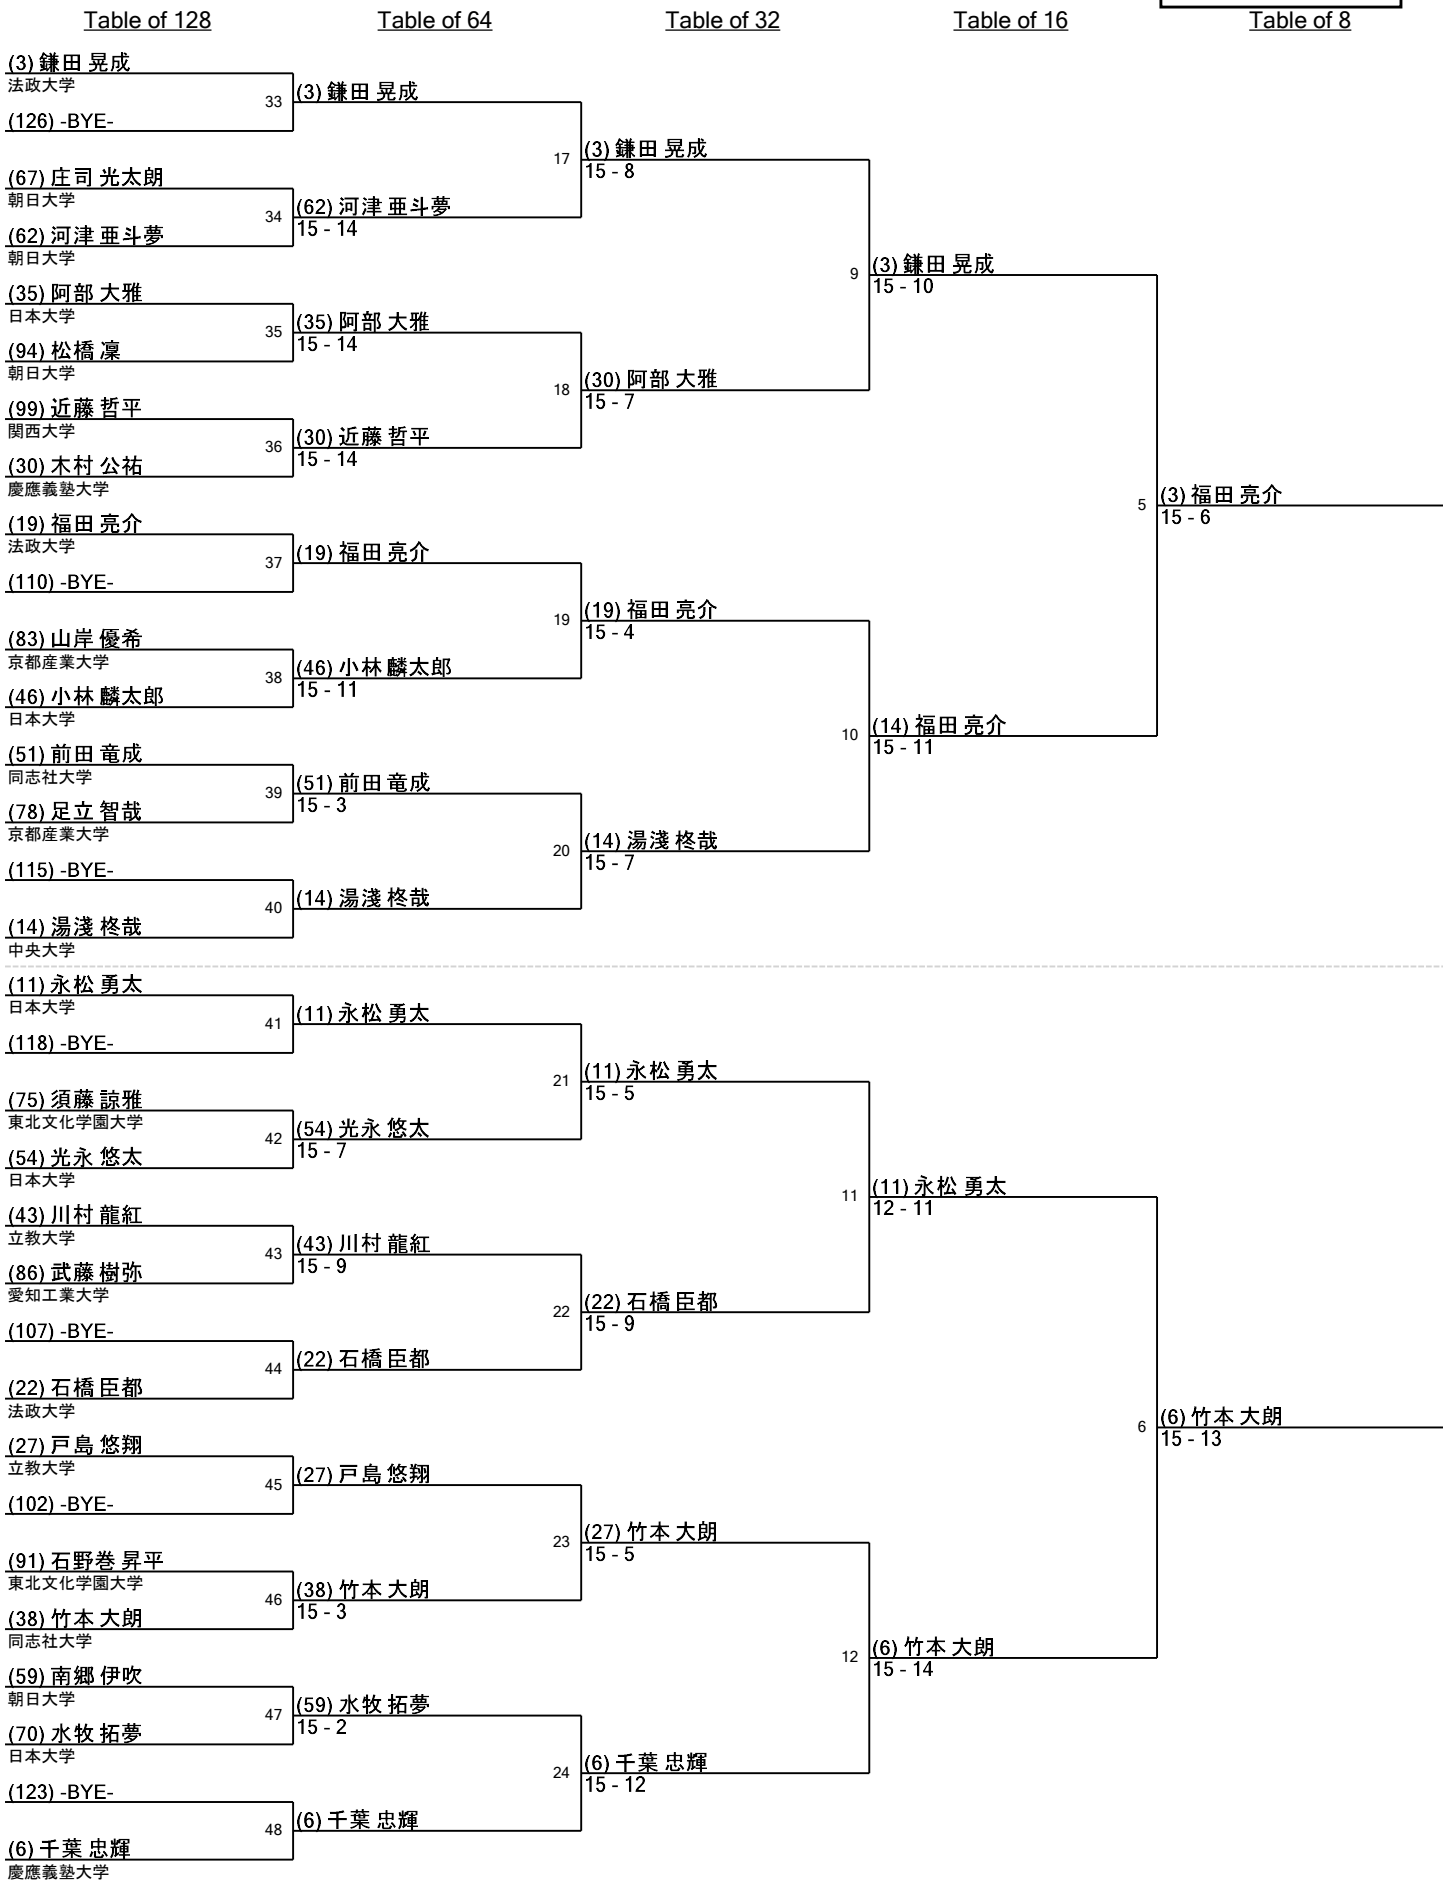 Table of 128
Table of 64
Table of 32
Table of 16
Table of 8
(3) 鎌田 晃成
法政大学
(126) -BYE-
(67) 庄司 光太朗
朝日大学
(62) 河津 亜斗夢
朝日大学
(35) 阿部 大雅
日本大学
(94) 松橋 凜
朝日大学
(99) 近藤 哲平
関西大学
(30) 木村 公祐
慶應義塾大学
(19) 福田 亮介
法政大学
(110) -BYE-
(83) 山岸 優希
京都産業大学
(46) 小林 麟太郎
日本大学
(51) 前田 竜成
同志社大学
(78) 足立 智哉
京都産業大学
(115) -BYE-
(14) 湯淺 柊哉
中央大学
(11) 永松 勇太
日本大学
(118) -BYE-
(75) 須藤 諒雅
東北文化学園大学
(54) 光永 悠太
日本大学
(43) 川村 龍紅
立教大学
(86) 武藤 樹弥
愛知工業大学
(107) -BYE-
(22) 石橋 臣都
法政大学
(27) 戸島 悠翔
立教大学
(102) -BYE-
(91) 石野巻 昇平
東北文化学園大学
(38) 竹本 大朗
同志社大学
(59) 南郷 伊吹
朝日大学
(70) 水牧 拓夢
日本大学
(123) -BYE-
(6) 千葉 忠輝
慶應義塾大学
33
(3) 鎌田 晃成
34
(62) 河津 亜斗夢
15 - 14
35
(35) 阿部 大雅
15 - 14
36
(30) 近藤 哲平
15 - 14
37
(19) 福田 亮介
38
(46) 小林 麟太郎
15 - 11
39
(51) 前田 竜成
15 - 3
40
(14) 湯淺 柊哉
41
(11) 永松 勇太
42
(54) 光永 悠太
15 - 7
43
(43) 川村 龍紅
15 - 9
44
(22) 石橋 臣都
45
(27) 戸島 悠翔
46
(38) 竹本 大朗
15 - 3
47
(59) 水牧 拓夢
15 - 2
48
(6) 千葉 忠輝
17
(3) 鎌田 晃成
15 - 8
18
(30) 阿部 大雅
15 - 7
19
(19) 福田 亮介
15 - 4
20
(14) 湯淺 柊哉
15 - 7
21
(11) 永松 勇太
15 - 5
22
(22) 石橋 臣都
15 - 9
23
(27) 竹本 大朗
15 - 5
24
(6) 千葉 忠輝
15 - 12
9
(3) 鎌田 晃成
15 - 10
10
(14) 福田 亮介
15 - 11
11
(11) 永松 勇太
12 - 11
12
(6) 竹本 大朗
15 - 14
5
(3) 福田 亮介
15 - 6
6
(6) 竹本 大朗
15 - 13